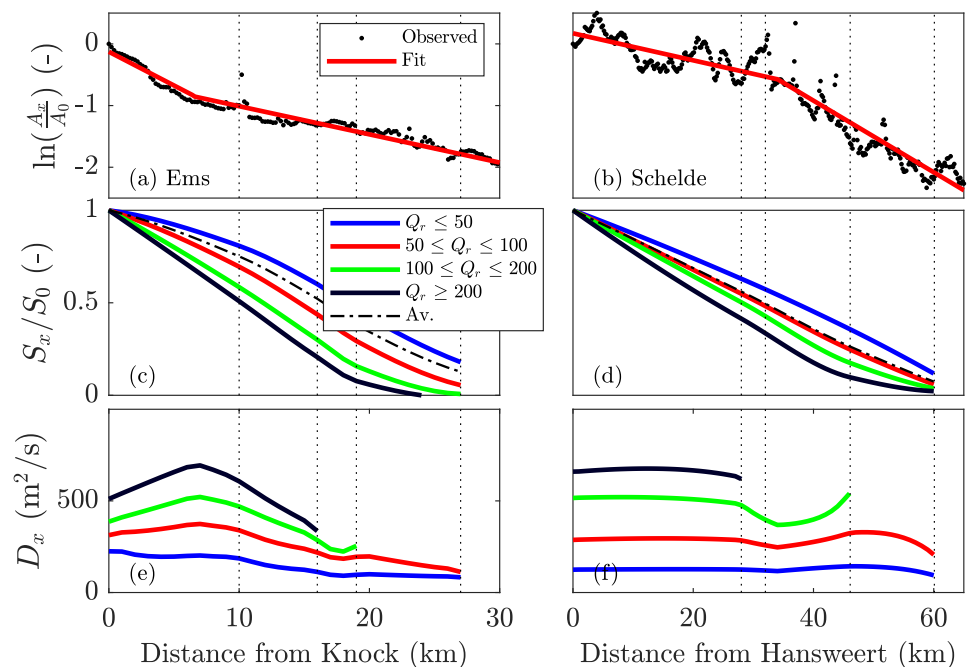 ln(A_x/A_0) (-)
0
-1
-2
Observed
Fit
(a) Ems
(b) Schelde
S_x/S_0 (-)
1
0.5
0
Q_r ≤ 50
50 ≤ Q_r ≤ 100
100 ≤ Q_r ≤ 200
Q_r ≥ 200
Av.
(c)
(d)
D_x (m²/s)
500
0
(e)
(f)
0 10 20 30
0 20 40 60
Distance from Knock (km)
Distance from Hansweert (km)